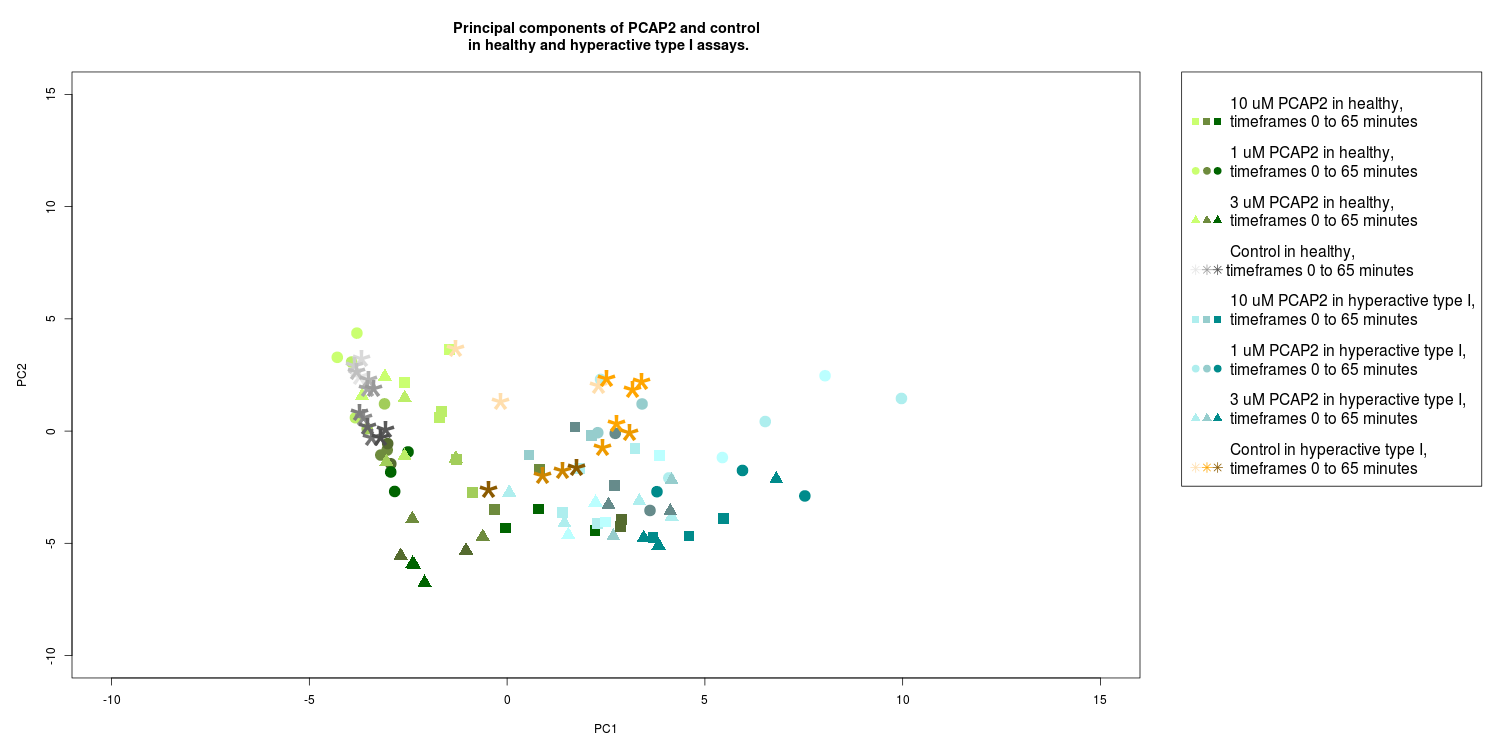 Principal components of PCAP2 and control
in healthy and hyperactive type I assays.
15
10
5
0
-5
-10
PC2
-10
-5
0
5
10
15
PC1
10 uM PCAP2 in healthy,
timeframes 0 to 65 minutes
1 uM PCAP2 in healthy,
timeframes 0 to 65 minutes
3 uM PCAP2 in healthy,
timeframes 0 to 65 minutes
Control in healthy,
timeframes 0 to 65 minutes
10 uM PCAP2 in hyperactive type I,
timeframes 0 to 65 minutes
1 uM PCAP2 in hyperactive type I,
timeframes 0 to 65 minutes
3 uM PCAP2 in hyperactive type I,
timeframes 0 to 65 minutes
Control in hyperactive type I,
timeframes 0 to 65 minutes